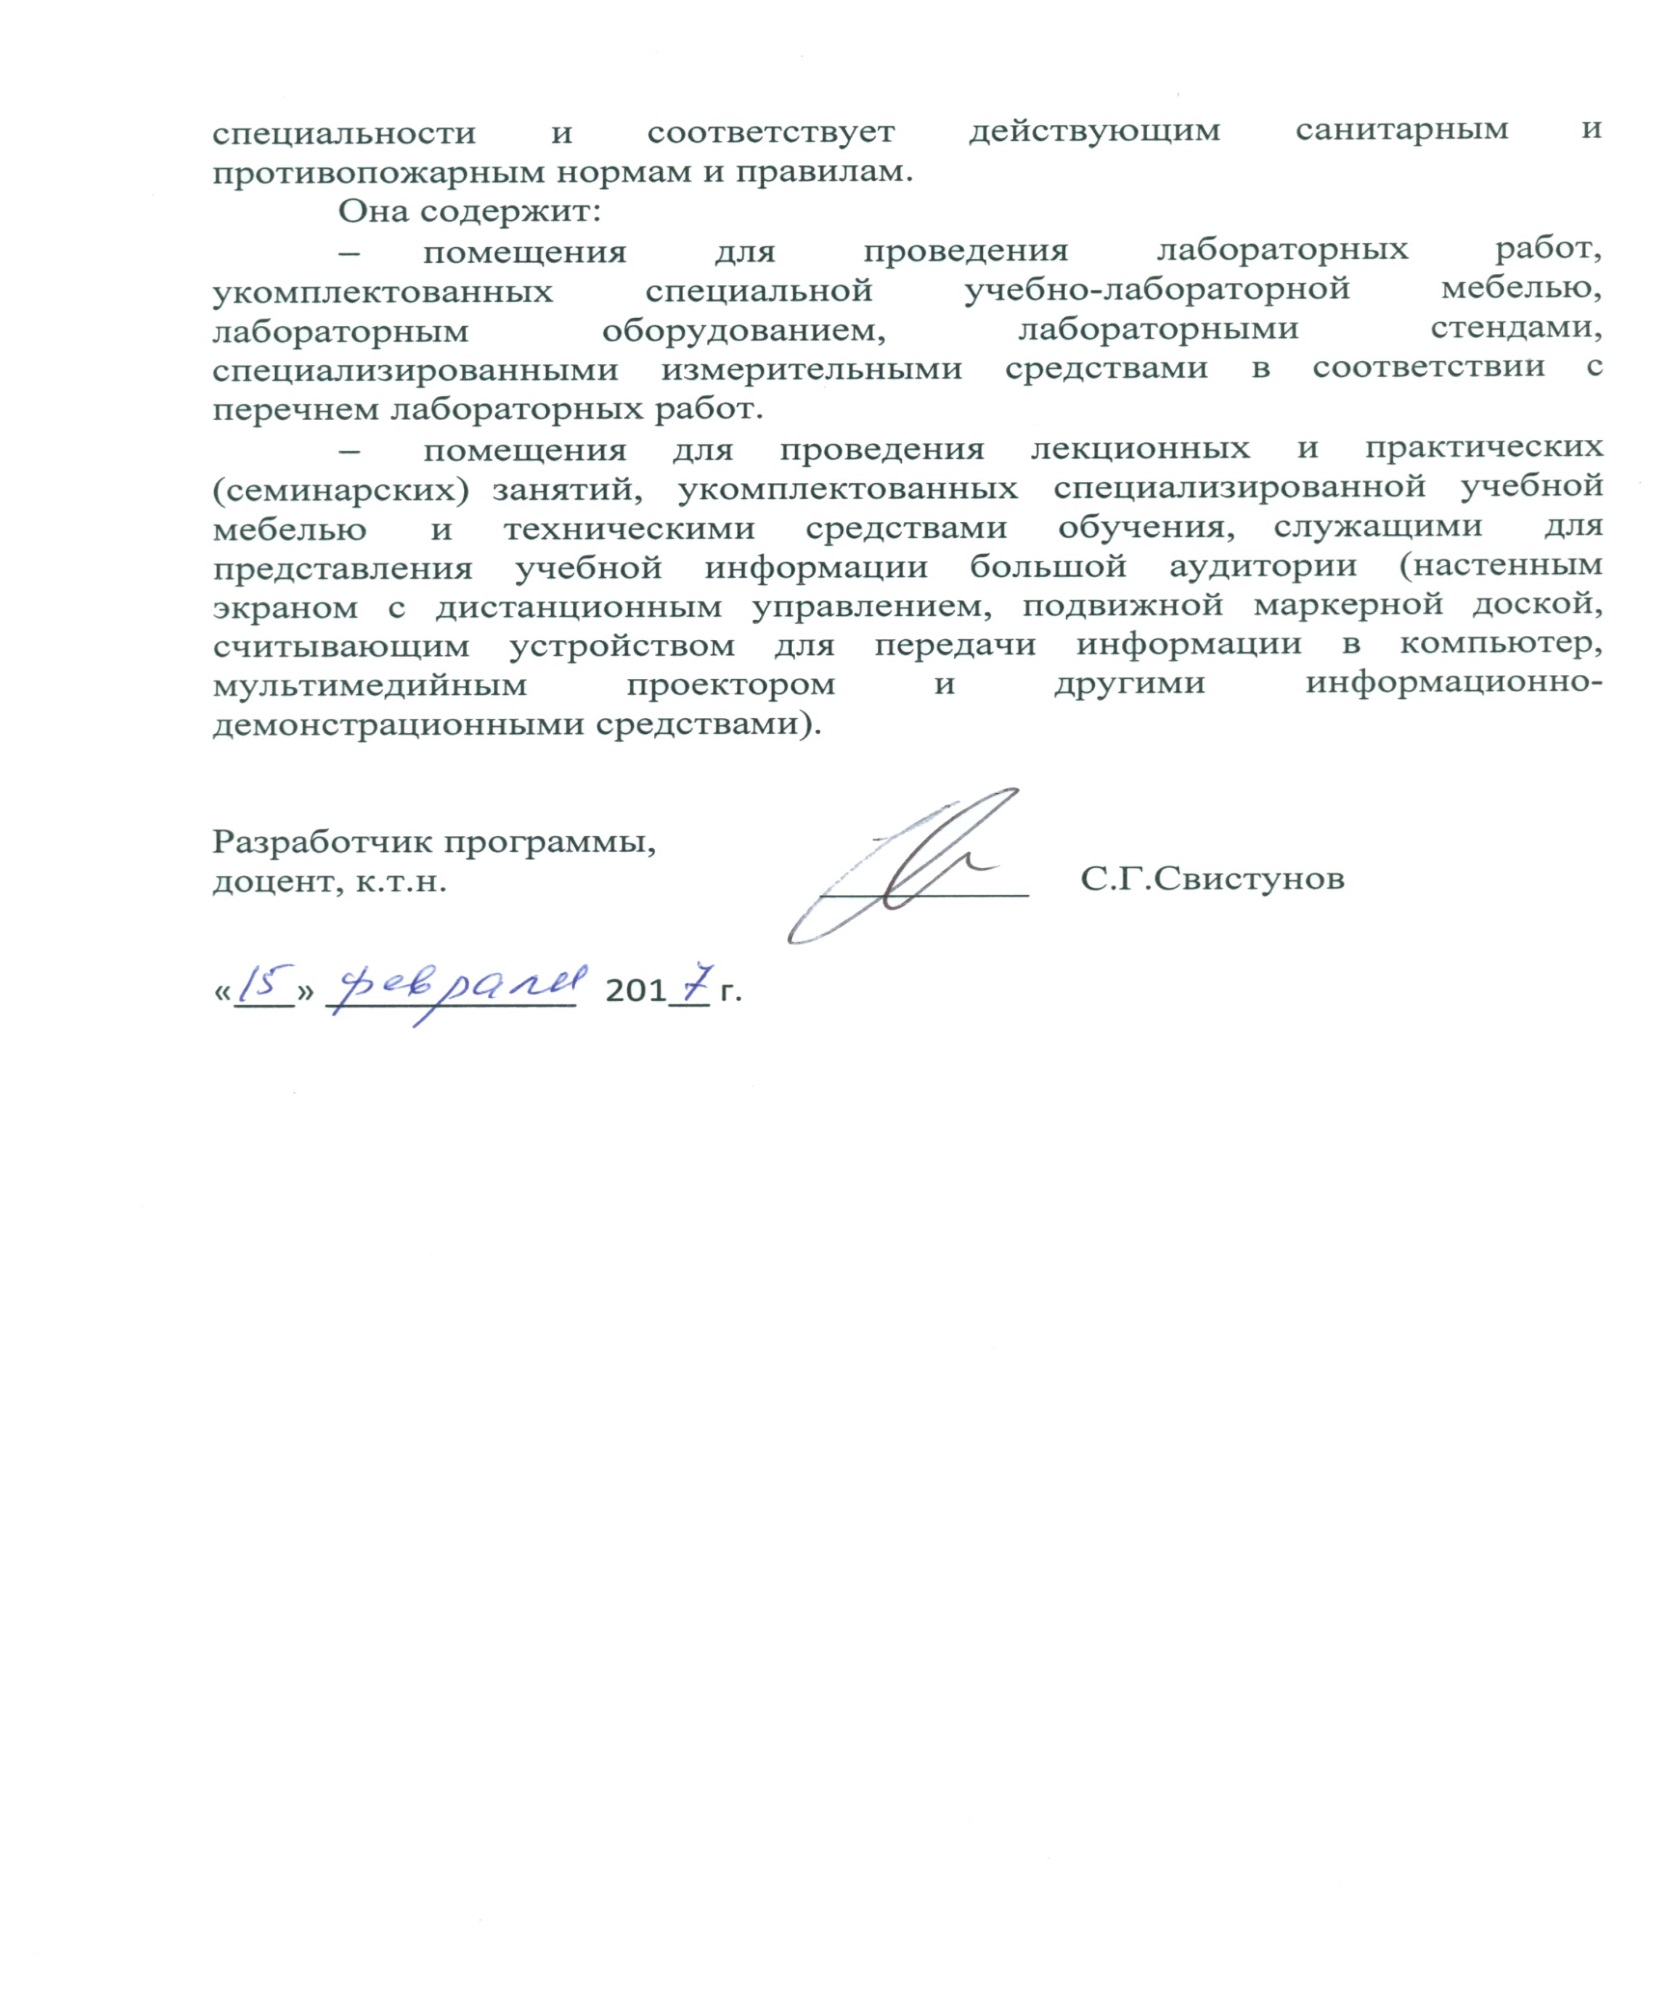 специальности и соответствует действующим санитарным и
противопожарным нормам и правилам.
Она содержит:
– помещения для проведения лабораторных работ,
укомплектованных специальной учебно-лабораторной мебелью,
лабораторным оборудованием, лабораторными стендами,
специализированными измерительными средствами в соответствии с
перечнем лабораторных работ.
– помещения для проведения лекционных и практических
(семинарских) занятий, укомплектованных специализированной учебной
мебелью и техническими средствами обучения, служащими для
представления учебной информации большой аудитории (настенным
экраном с дистанционным управлением, подвижной маркерной доской,
считывающим устройством для передачи информации в компьютер,
мультимедийным проектором и другими информационно-
демонстрационными средствами).
Разработчик программы,
доцент, к.т.н. С.Г.Свистунов
«15» февраля 2017 г.